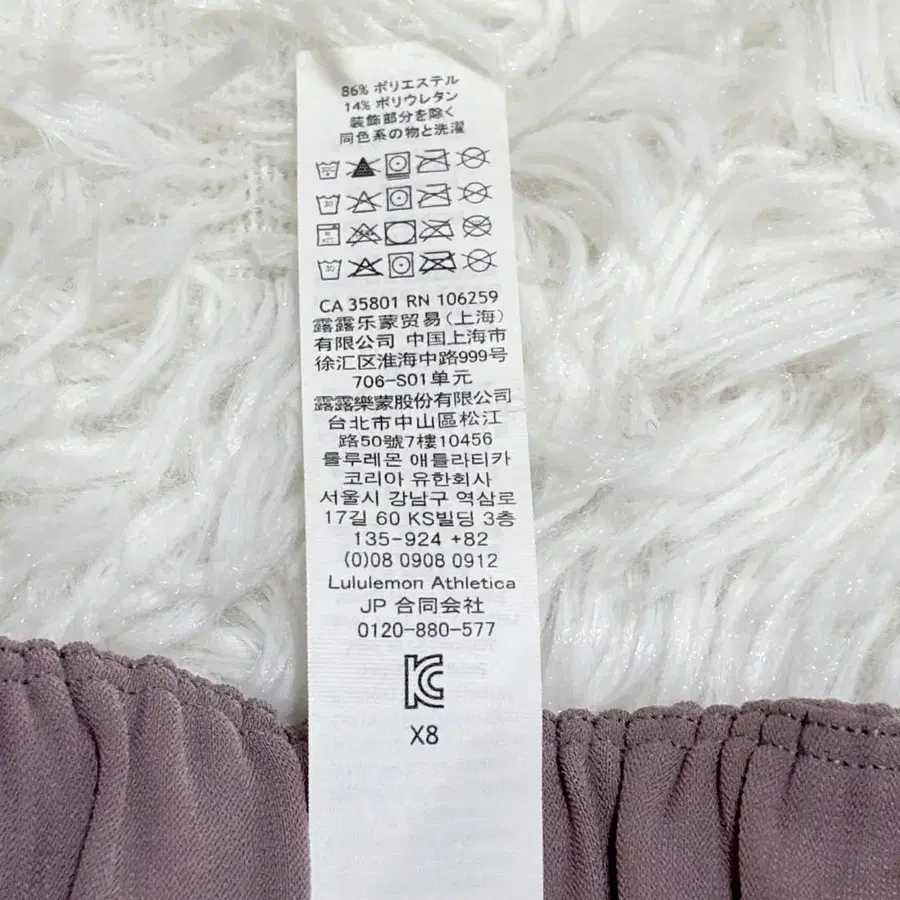 86% ポリエステル
14% ポリウレタン
装飾部分を除く
同色系の物と洗濯
CA 35801 RN 106259
露露乐蒙贸易(上海)
有限公司 中国上海市
徐汇区淮海中路999号
706-S01单元
露露樂蒙股份有限公司
台北市中山區松江
路50號7樓10456
룰루레몬 애틀라티카
코리아 유한회사
서울시 강남구 역삼로
17길 60 KS빌딩 3층
135-924 +82
(0)08 0908 0912
Lululemon Athletica
JP 合同会社
0120-880-577
X8